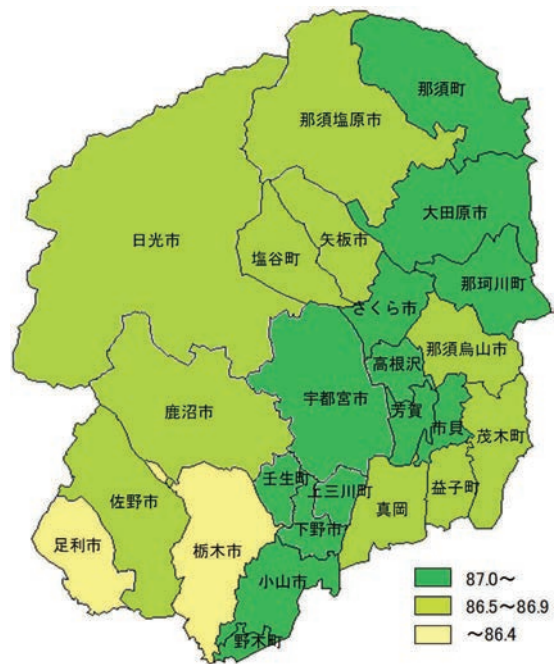 那須町
那須塩原市
大田原市
日光市
矢板市
塩谷町
那珂川町
さくら市
那須烏山市
高根沢
宇都宮市
芳賀
市貝
茂木町
鹿沼市
壬生町
上三川町
益子町
真岡
佐野市
下野市
足利市
栃木市
小山市
野木町
87.0～
86.5～86.9
～86.4